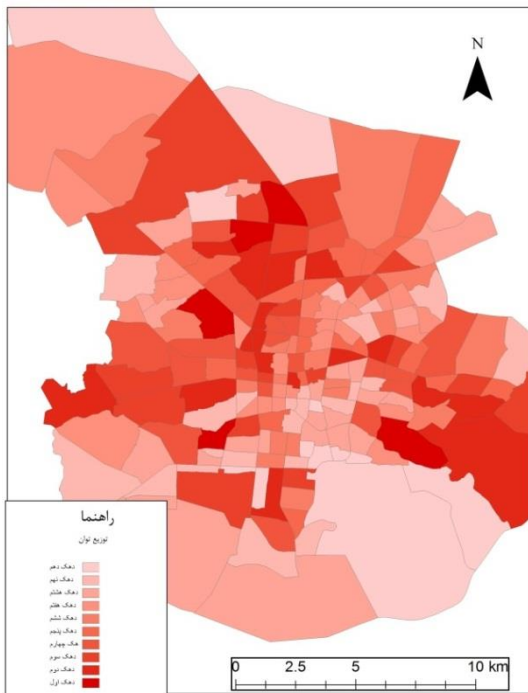 N
راهنما
توزیع توان
دهک دهم
دهک نهم
دهک هشتم
دهک هفتم
دهک ششم
دهک پنجم
هک چهارم
دهک سوم
دهک دوم
دهک اول
0 2.5 5 10 km